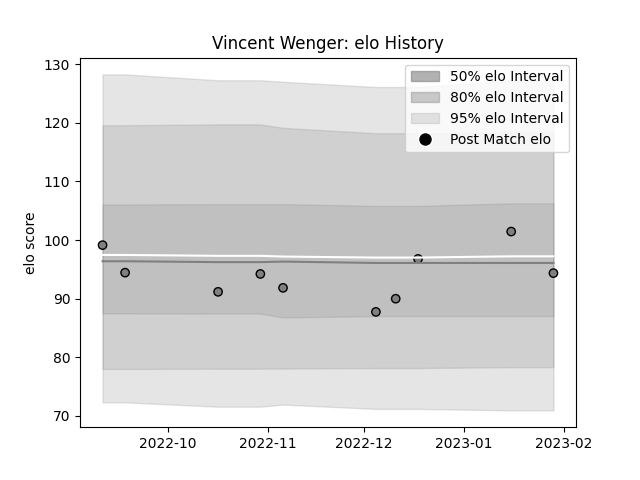 Vincent Wenger: elo History
130
120
110
100
90
80
70
elo score
50% elo Interval
80% elo Interval
95% elo Interval
Post Match elo
2022-10
2022-11
2022-12
2023-01
2023-02